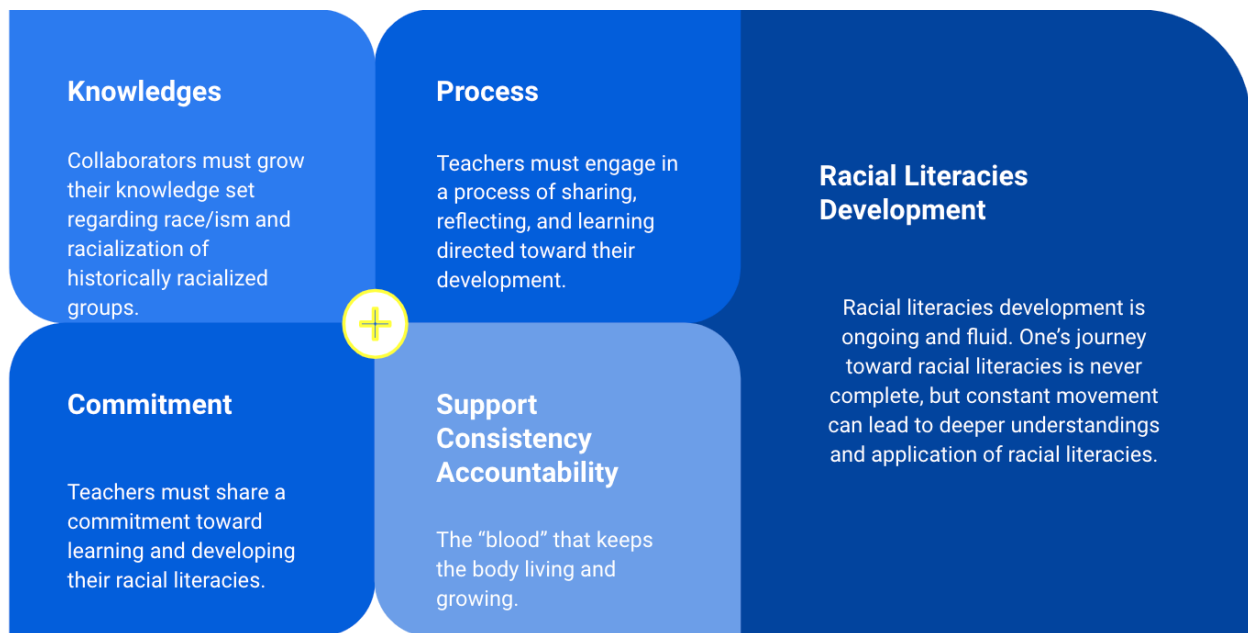 Knowledges
Collaborators must grow
their knowledge set
regarding race/ism and
racialization of
historically racialized
groups.
Process
Teachers must engage in
a process of sharing,
reflecting, and learning
directed toward their
development.
Commitment
Teachers must share a
commitment toward
learning and developing
their racial literacies.
Support
Consistency
Accountability
The “blood” that keeps
the body living and
growing.
Racial Literacies
Development
Racial literacies development is
ongoing and fluid. One’s journey
toward racial literacies is never
complete, but constant movement
can lead to deeper understandings
and application of racial literacies.